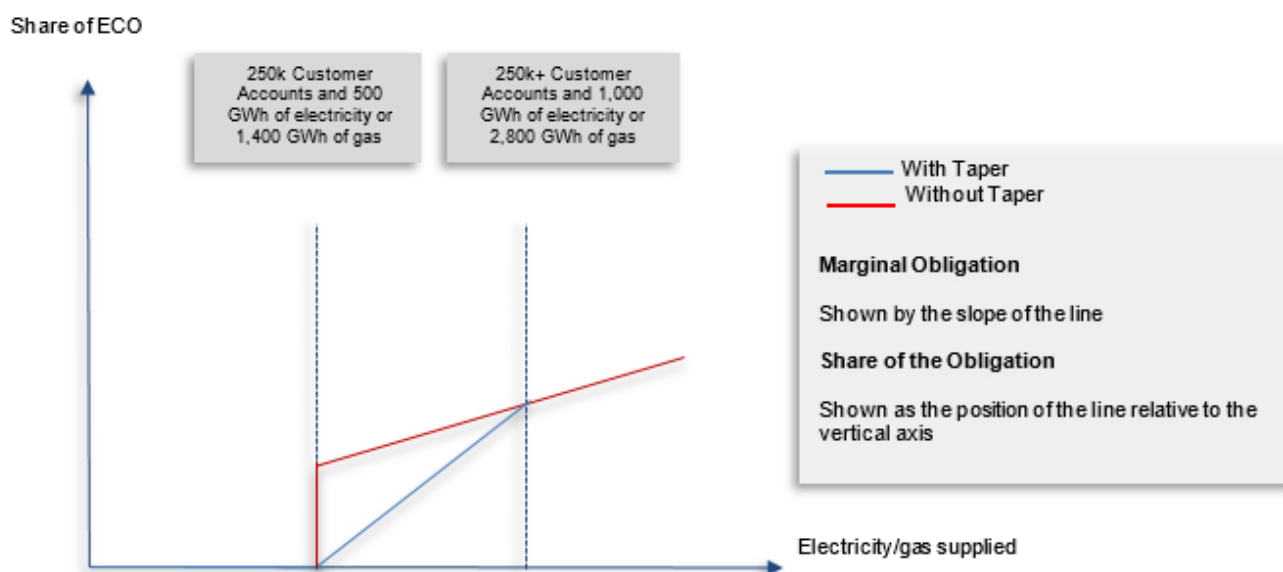 Share of ECO
250k Customer
Accounts and 500
GWh of electricity or
1,400 GWh of gas
250k+ Customer
Accounts and 1,000
GWh of electricity or
2,800 GWh of gas
With Taper
Without Taper
Marginal Obligation
Shown by the slope of the line
Share of the Obligation
Shown as the position of the line relative to the
vertical axis
Electricity/gas supplied